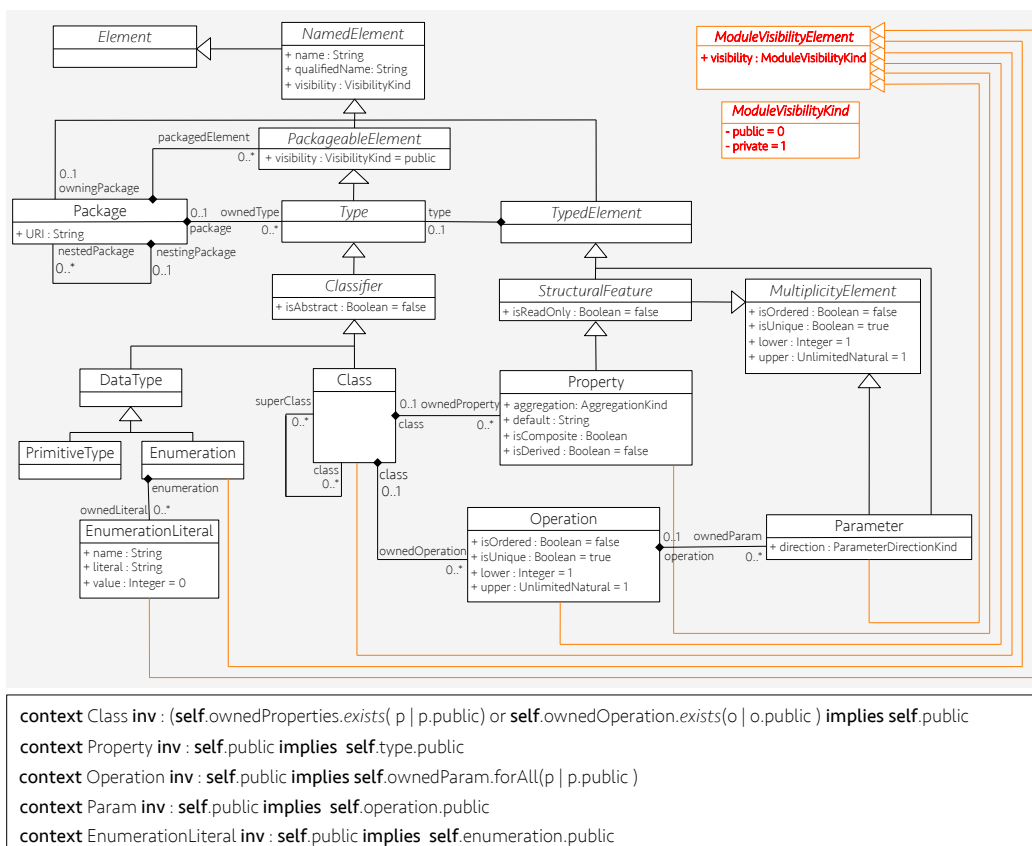 Element
NamedElement
+ name : String
+ qualifiedName: String
+ visibility : VisibilityKind
ModuleVisibilityElement
+ visibility : ModuleVisibilityKind
ModuleVisibilityKind
- public = 0
- private = 1
packagedElement
0..*
PackageableElement
+ visibility : VisibilityKind = public
0..1
owningPackage
Package
+ URI : String
0..1
package
ownedType
0..*
Type
type
0..1
TypedElement
nestedPackage
0..*
nestingPackage
0..1
Classifier
+ isAbstract : Boolean = false
StructuralFeature
+ isReadOnly : Boolean = false
MultiplicityElement
+ isOrdered : Boolean = false
+ isUnique : Boolean = true
+ lower : Integer = 1
+ upper : UnlimitedNatural = 1
DataType
Class
superClass
0..*
0..1
class
ownedProperty
0..*
Property
+ aggregation: AggregationKind
+ default : String
+ isComposite : Boolean
+ isDerived : Boolean = false
PrimitiveType
Enumeration
class
0..*
class
0..1
enumeration
ownedLiteral
0..*
EnumerationLiteral
+ name : String
+ literal : String
+ value : Integer = 0
ownedOperation
0..*
Operation
+ isOrdered : Boolean = false
+ isUnique : Boolean = true
+ lower : Integer = 1
+ upper : UnlimitedNatural = 1
0..1
operation
ownedParam
0..*
Parameter
+ direction : ParameterDirectionKind
context Class inv : (self.ownedProperties.exists( p | p.public) or self.ownedOperation.exists(o | o.public ) implies self.public
context Property inv : self.public implies self.type.public
context Operation inv : self.public implies self.ownedParam.forAll(p | p.public )
context Param inv : self.public implies self.operation.public
context EnumerationLiteral inv : self.public implies self.enumeration.public